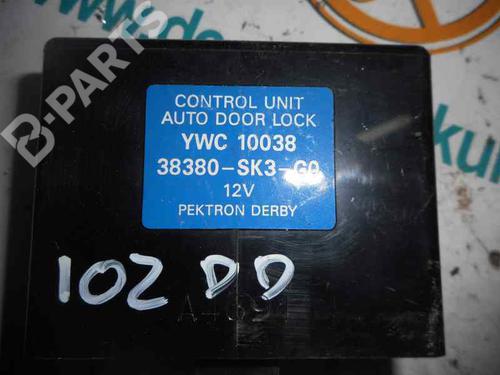 B-PARTS
CONTROL UNIT
AUTO DOOR LOCK
YWC 10038
38380-SK3-G0
12V
PEKTRON DERBY
102 DD